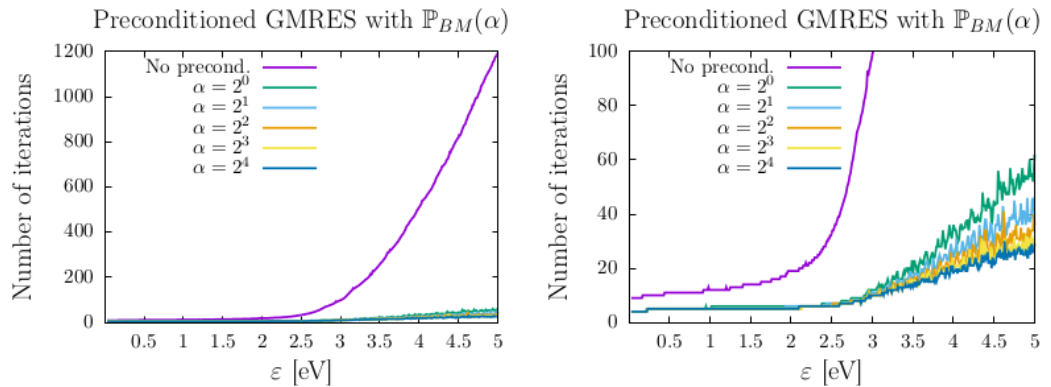 Preconditioned GMRES with ℙ_{BM}(α)
Number of iterations
1200
1000
800
600
400
200
0
No precond.
α = 2^0
α = 2^1
α = 2^2
α = 2^3
α = 2^4
0.5 1 1.5 2 2.5 3 3.5 4 4.5 5
ε [eV]
Preconditioned GMRES with ℙ_{BM}(α)
Number of iterations
100
80
60
40
20
0
No precond.
α = 2^0
α = 2^1
α = 2^2
α = 2^3
α = 2^4
0.5 1 1.5 2 2.5 3 3.5 4 4.5 5
ε [eV]